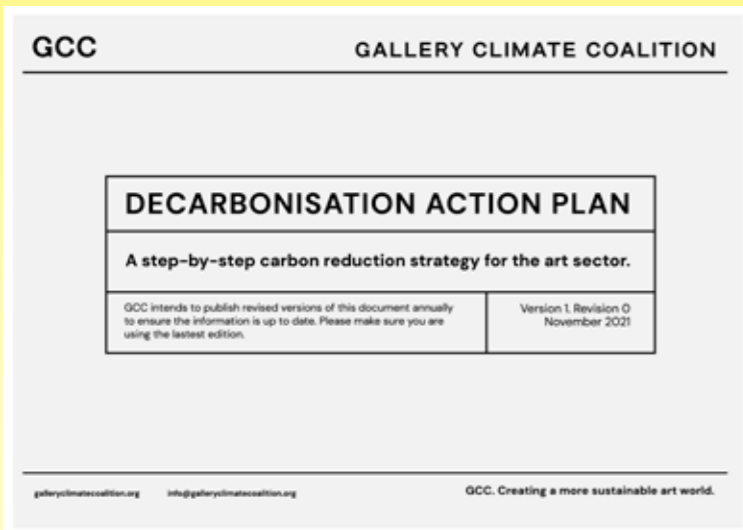 GCC
GALLERY CLIMATE COALITION
DECARBONISATION ACTION PLAN
A step-by-step carbon reduction strategy for the art sector.
GCC intends to publish revised versions of this document annually
to ensure the information is up to date. Please make sure you are
using the lastest edition.
Version 1. Revision 0
November 2021
galleryclimatecoalition.org
info@galleryclimatecoalition.org
GCC. Creating a more sustainable art world.